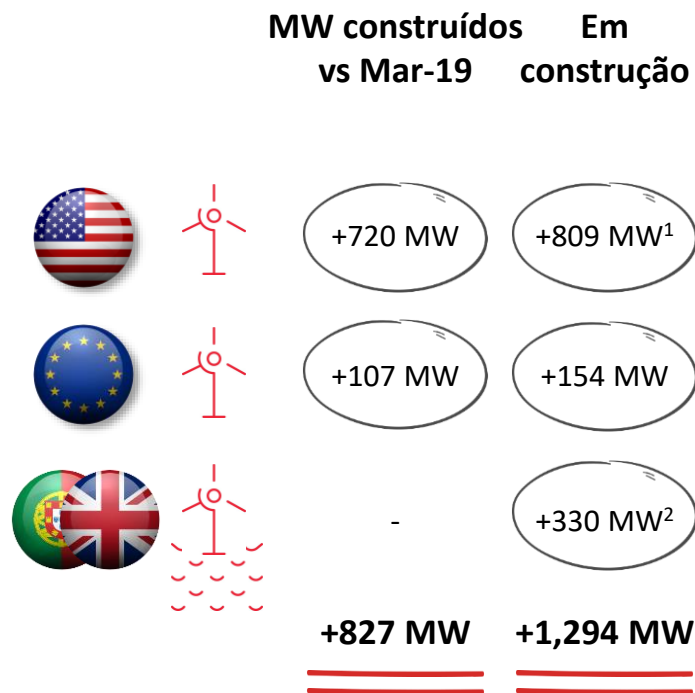 MW construídos Em
vs Mar-19 construção
+720 MW +809 MW¹
+107 MW +154 MW
- +330 MW²
+827 MW +1,294 MW